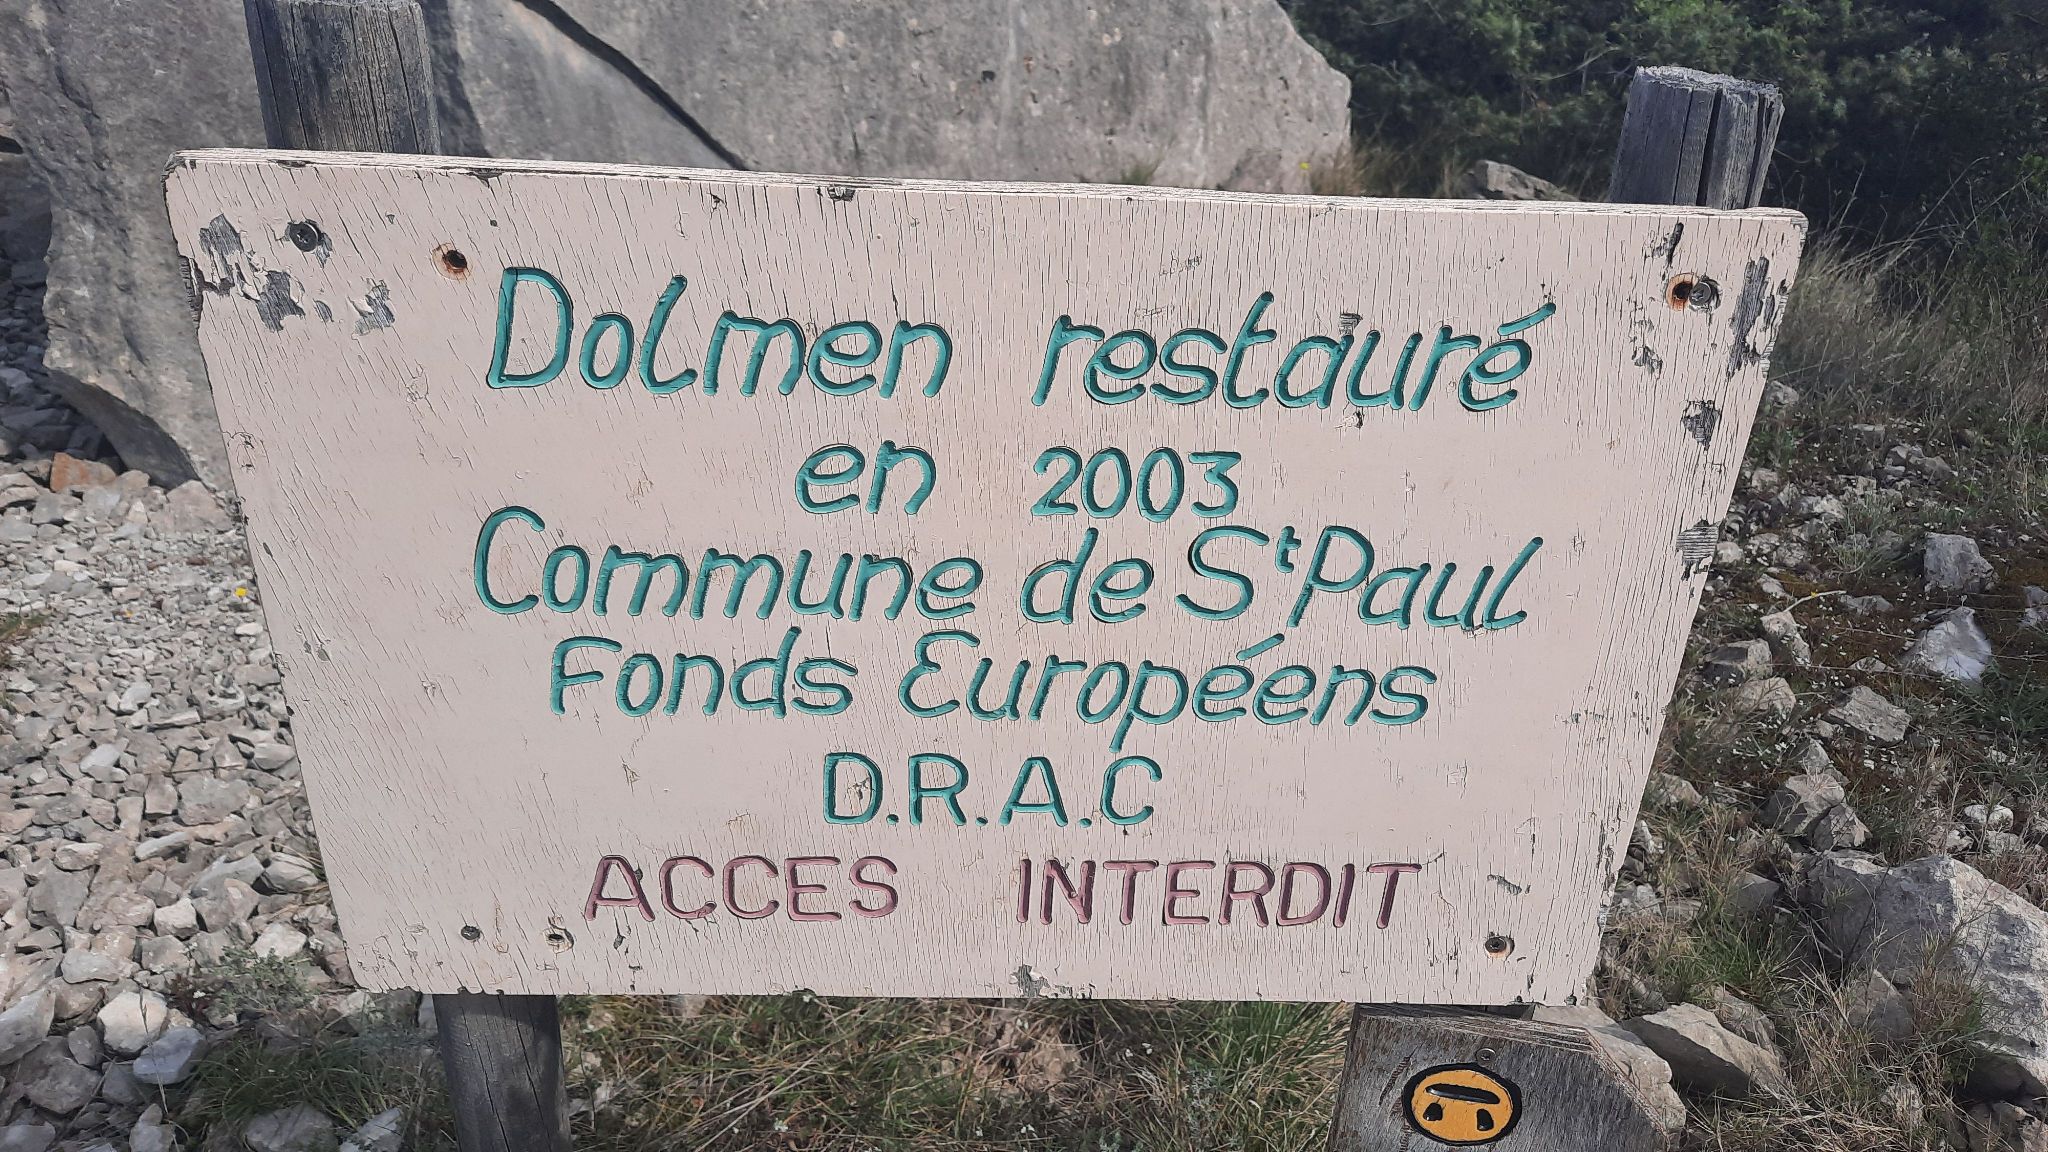 Dolmen restauré
en 2003
Commune de St Paul
Fonds Européens
D.R.A.C
ACCES INTERDIT